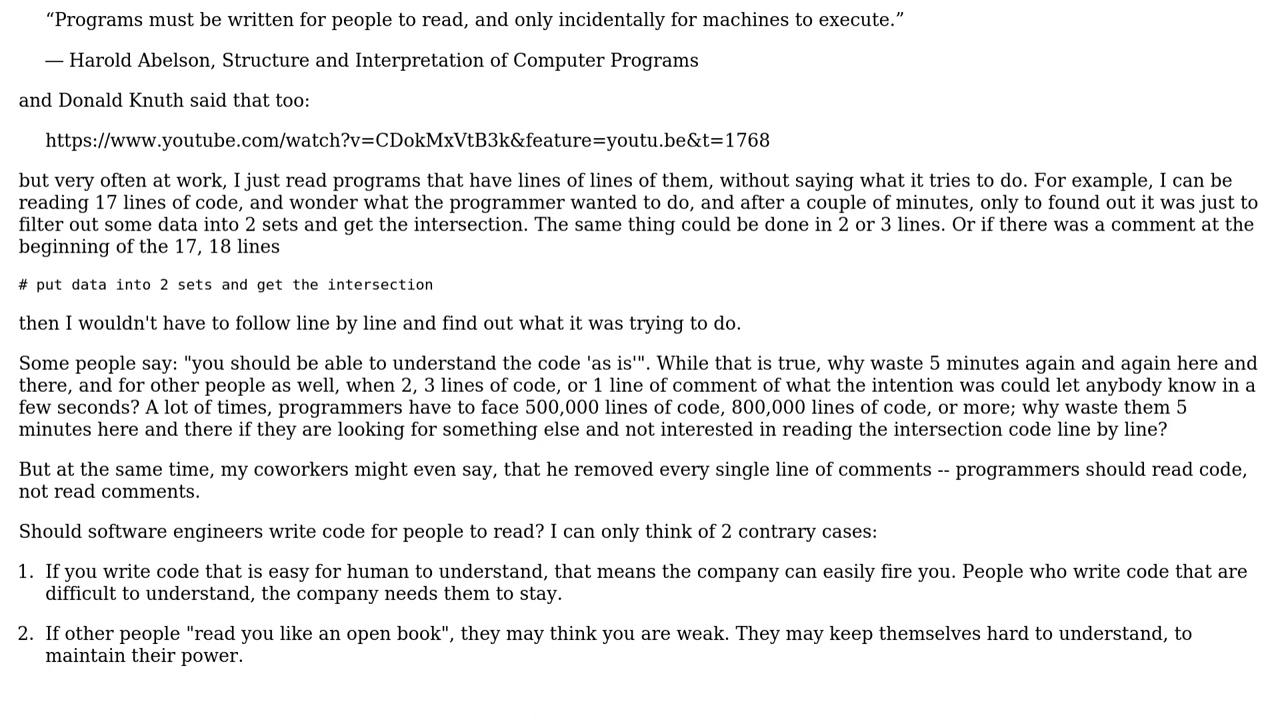 “Programs must be written for people to read, and only incidentally for machines to execute.”
— Harold Abelson, Structure and Interpretation of Computer Programs
and Donald Knuth said that too:
https://www.youtube.com/watch?v=CDokMxVtB3k&feature=youtu.be&t=1768
but very often at work, I just read programs that have lines of lines of them, without saying what it tries to do. For example, I can be
reading 17 lines of code, and wonder what the programmer wanted to do, and after a couple of minutes, only to found out it was just to
filter out some data into 2 sets and get the intersection. The same thing could be done in 2 or 3 lines. Or if there was a comment at the
beginning of the 17, 18 lines
# put data into 2 sets and get the intersection
then I wouldn't have to follow line by line and find out what it was trying to do.
Some people say: "you should be able to understand the code 'as is'". While that is true, why waste 5 minutes again and again here and
there, and for other people as well, when 2, 3 lines of code, or 1 line of comment of what the intention was could let anybody know in a
few seconds? A lot of times, programmers have to face 500,000 lines of code, 800,000 lines of code, or more; why waste them 5
minutes here and there if they are looking for something else and not interested in reading the intersection code line by line?
But at the same time, my coworkers might even say, that he removed every single line of comments -- programmers should read code,
not read comments.
Should software engineers write code for people to read? I can only think of 2 contrary cases:
1. If you write code that is easy for human to understand, that means the company can easily fire you. People who write code that are
difficult to understand, the company needs them to stay.
2. If other people "read you like an open book", they may think you are weak. They may keep themselves hard to understand, to
maintain their power.